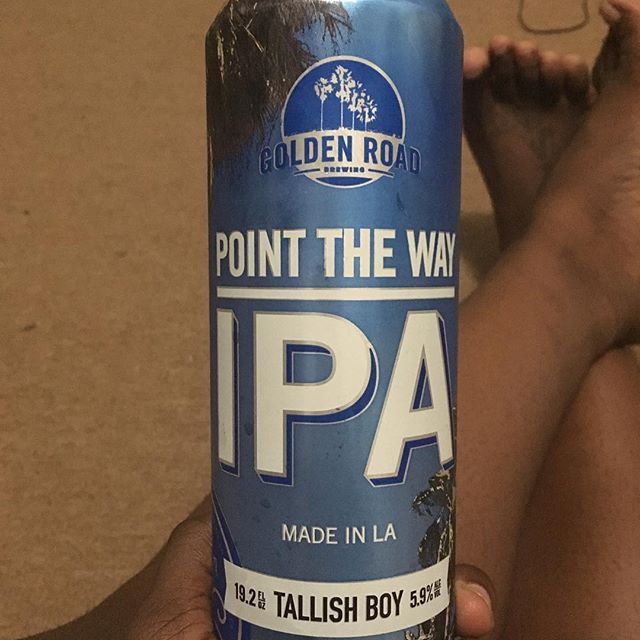 GOLDEN ROAD
BREWING
POINT THE WAY
IPA
MADE IN LA
19.2 FL OZ TALLISH BOY 5.9% ALC VOL